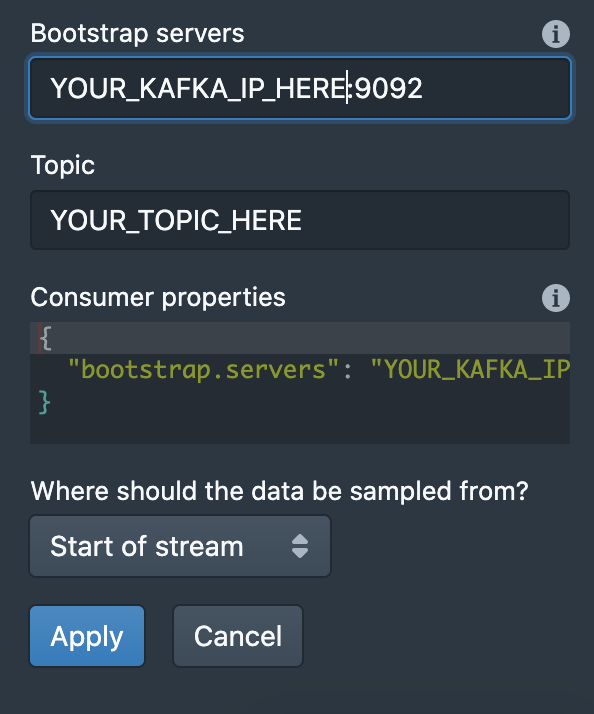 Bootstrap servers
YOUR_KAFKA_IP_HERE:9092
Topic
YOUR_TOPIC_HERE
Consumer properties
{
"bootstrap.servers": "YOUR_KAFKA_IP
}
Where should the data be sampled from?
Start of stream
Apply Cancel